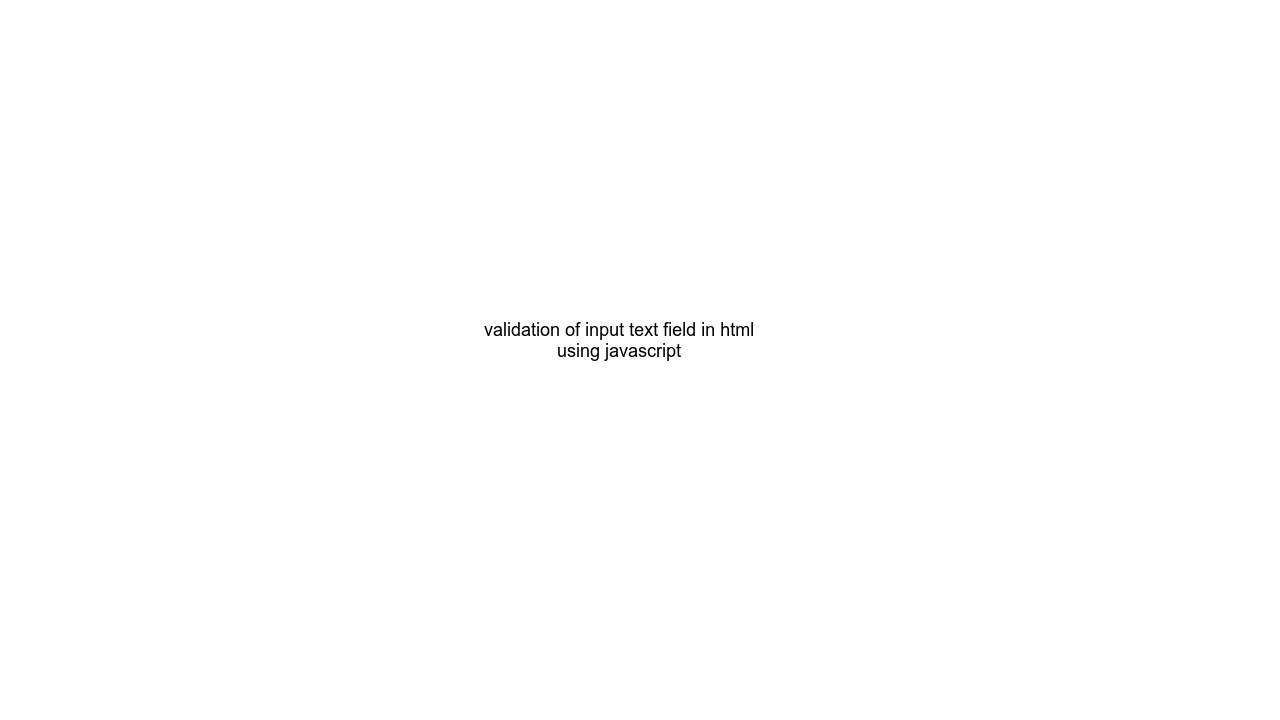 validation of input text field in html
using javascript